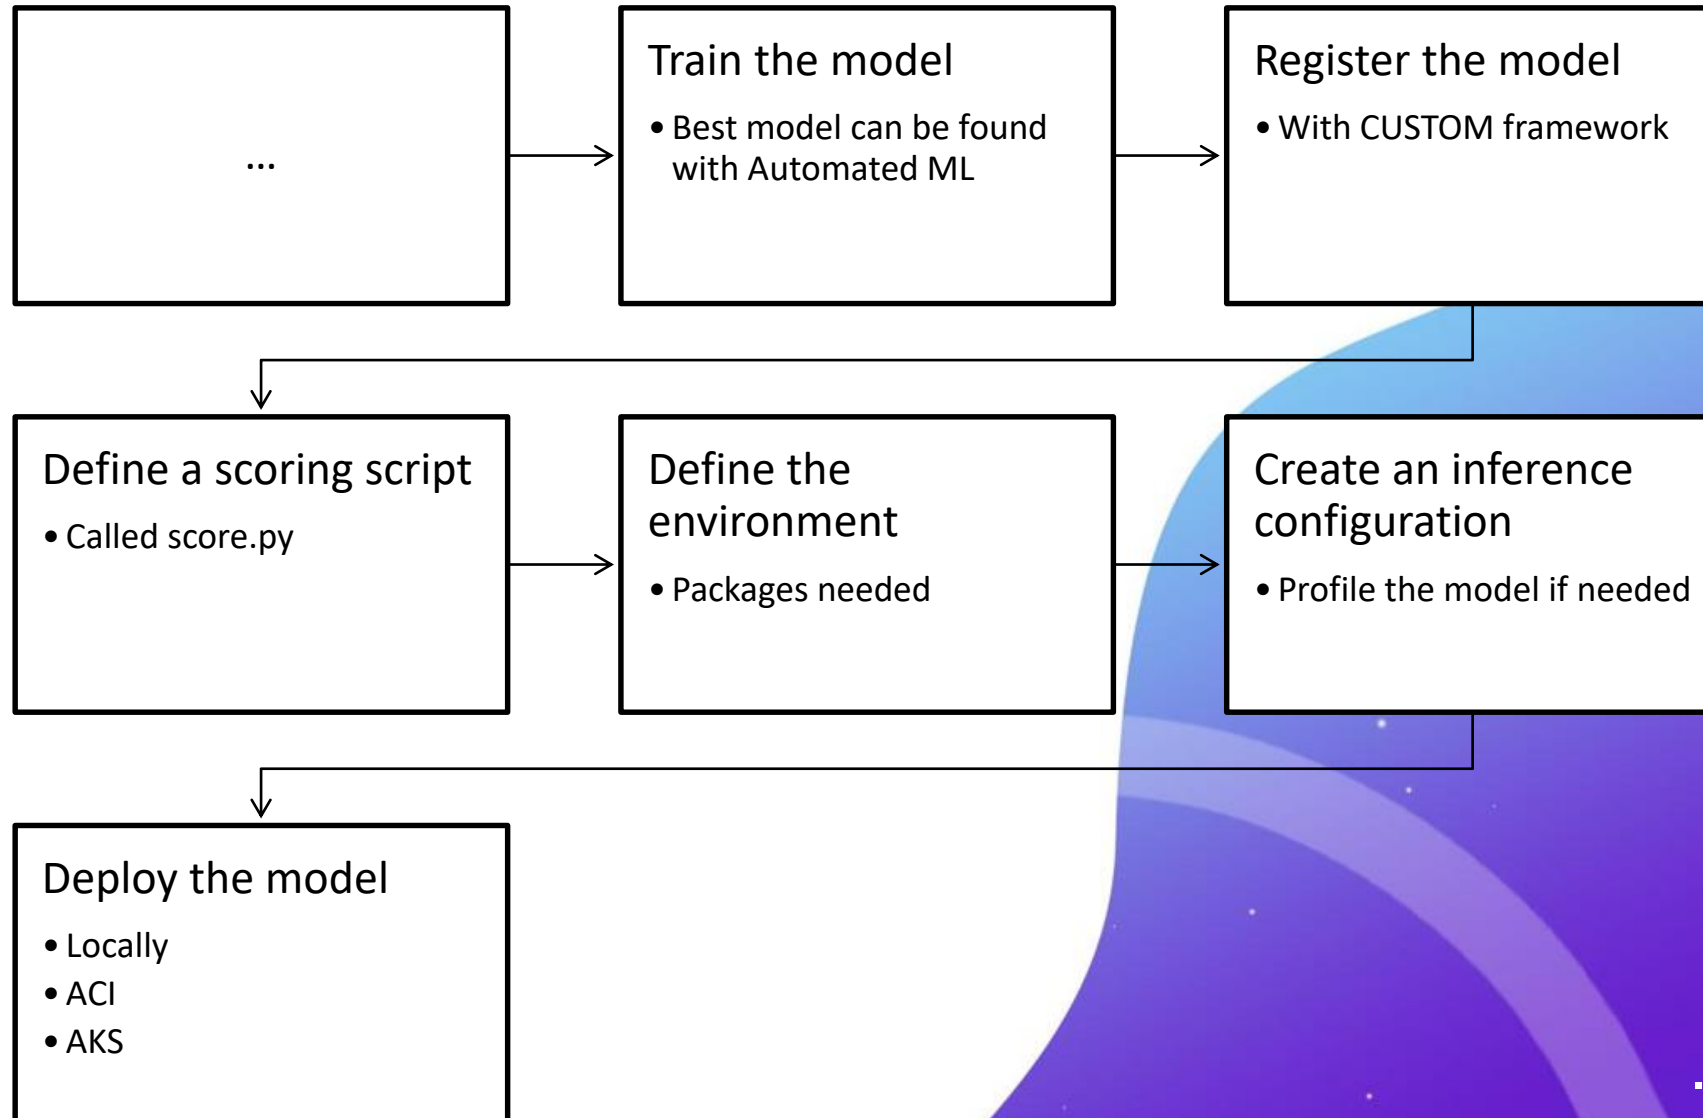 ...
Train the model
• Best model can be found
with Automated ML
Register the model
• With CUSTOM framework
Define a scoring script
• Called score.py
Define the
environment
• Packages needed
Create an inference
configuration
• Profile the model if needed
Deploy the model
• Locally
• ACI
• AKS